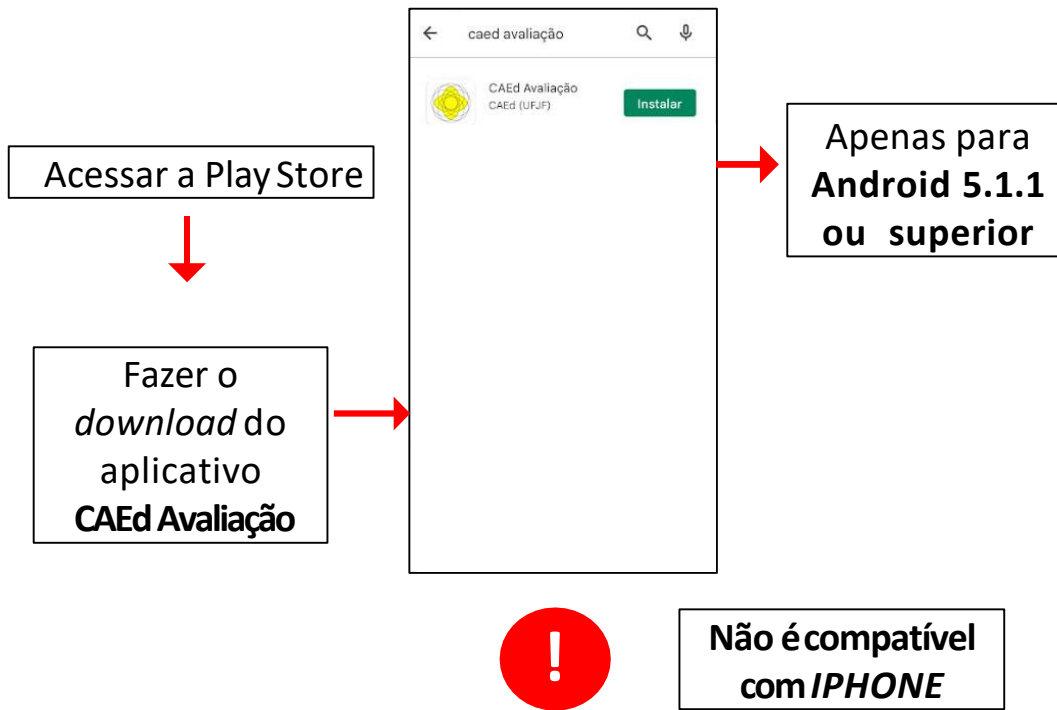 Acessar a Play Store
Fazer o
download do
aplicativo
CAEd Avaliação
caed avaliação
CAEd Avaliação
CAEd (UFJF)
Instalar
Apenas para
Android 5.1.1
ou superior
!
Não é compatível
com IPHONE